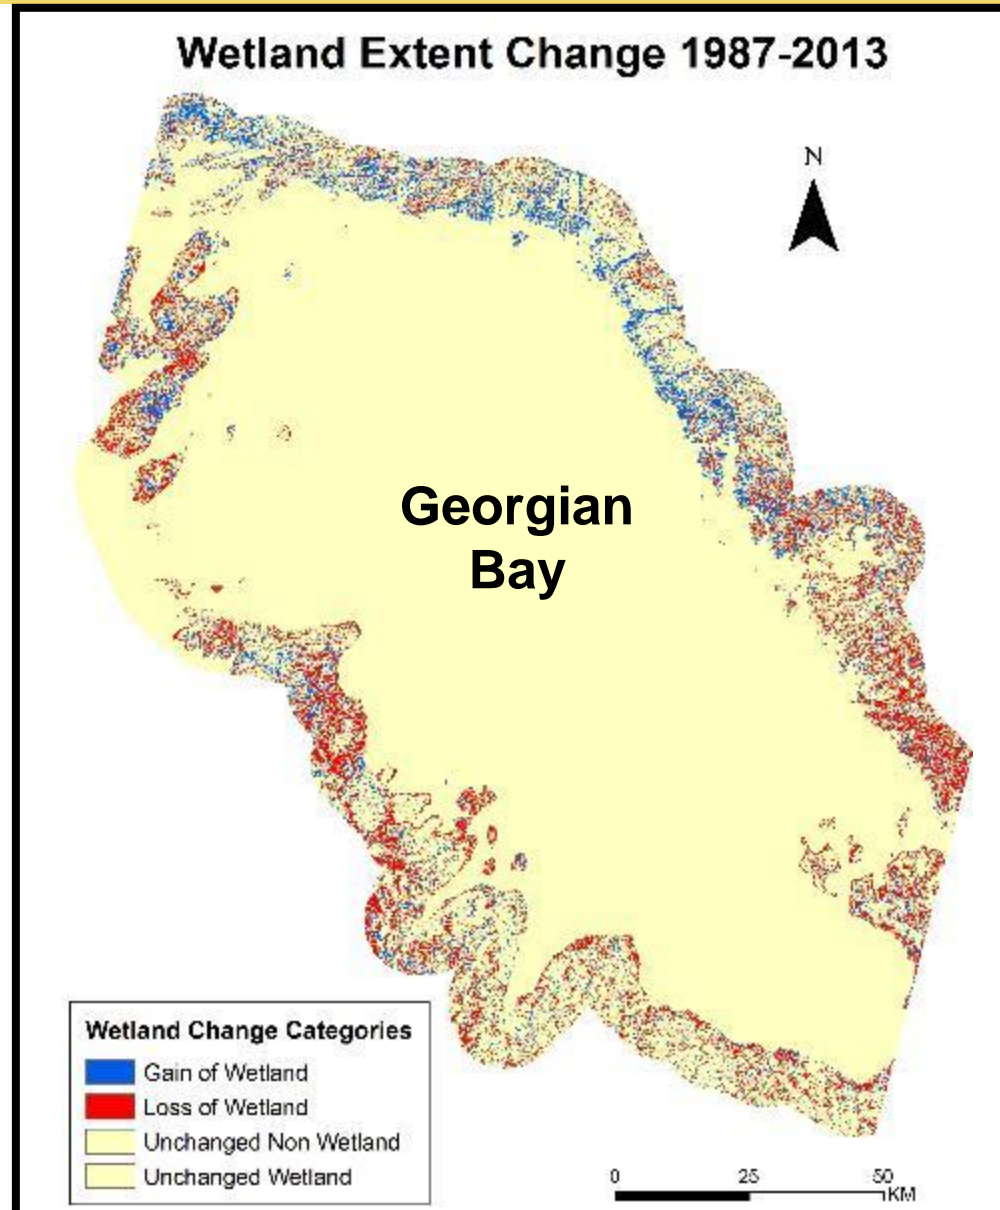 Wetland Extent Change 1987-2013
N
Georgian
Bay
Wetland Change Categories
Gain of Wetland
Loss of Wetland
Unchanged Non Wetland
Unchanged Wetland
0 25 50
KM